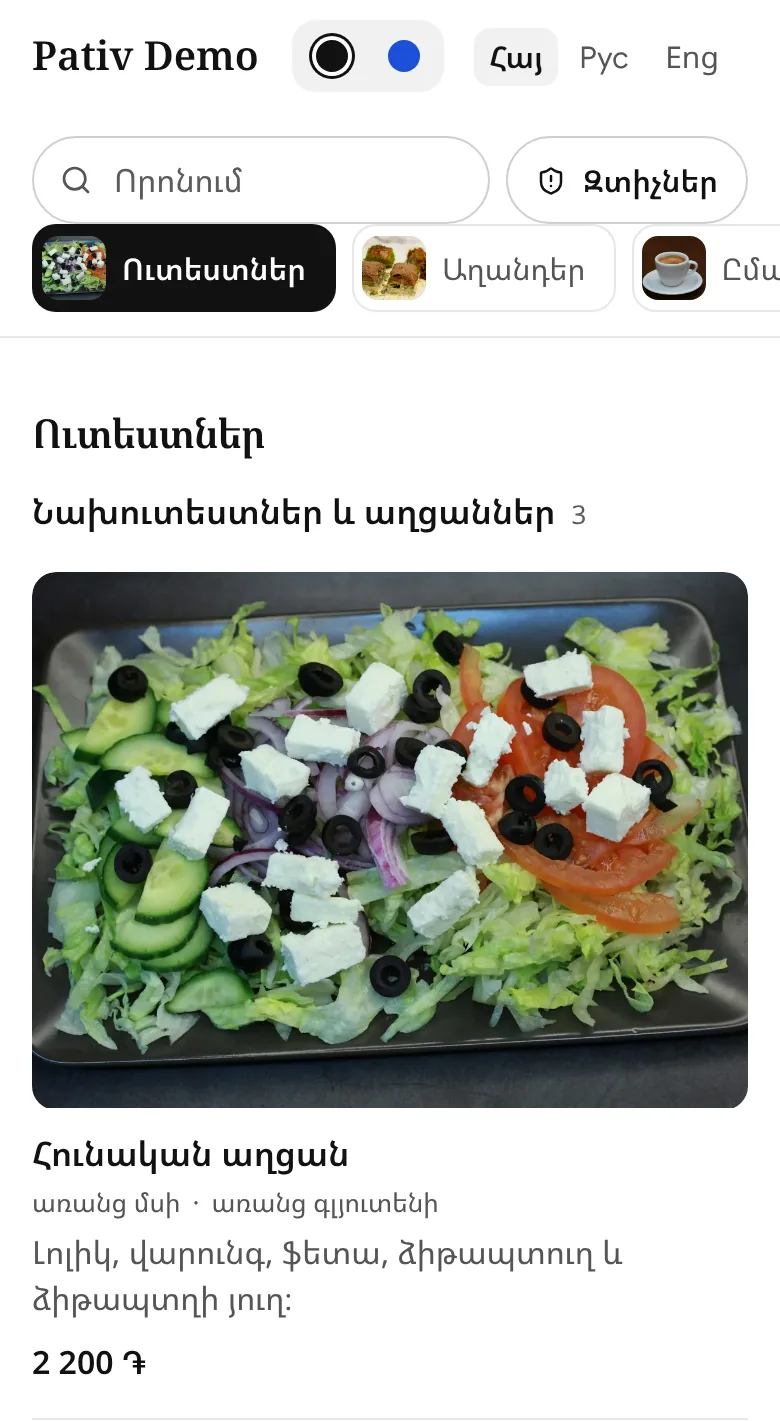 Pativ Demo Հայ Рус Eng
Որոնում Զտիչներ
Ուտեստներ Աղանդեր Ըմա
Ուտեստներ
Նախուտեստներ և աղցաններ 3
Հունական աղցան
առանց մսի · առանց գլյուտենի
Լոլիկ, վարունգ, ֆետա, ձիթապտուղ և
ձիթապտղի յուղ:
2 200 ֏